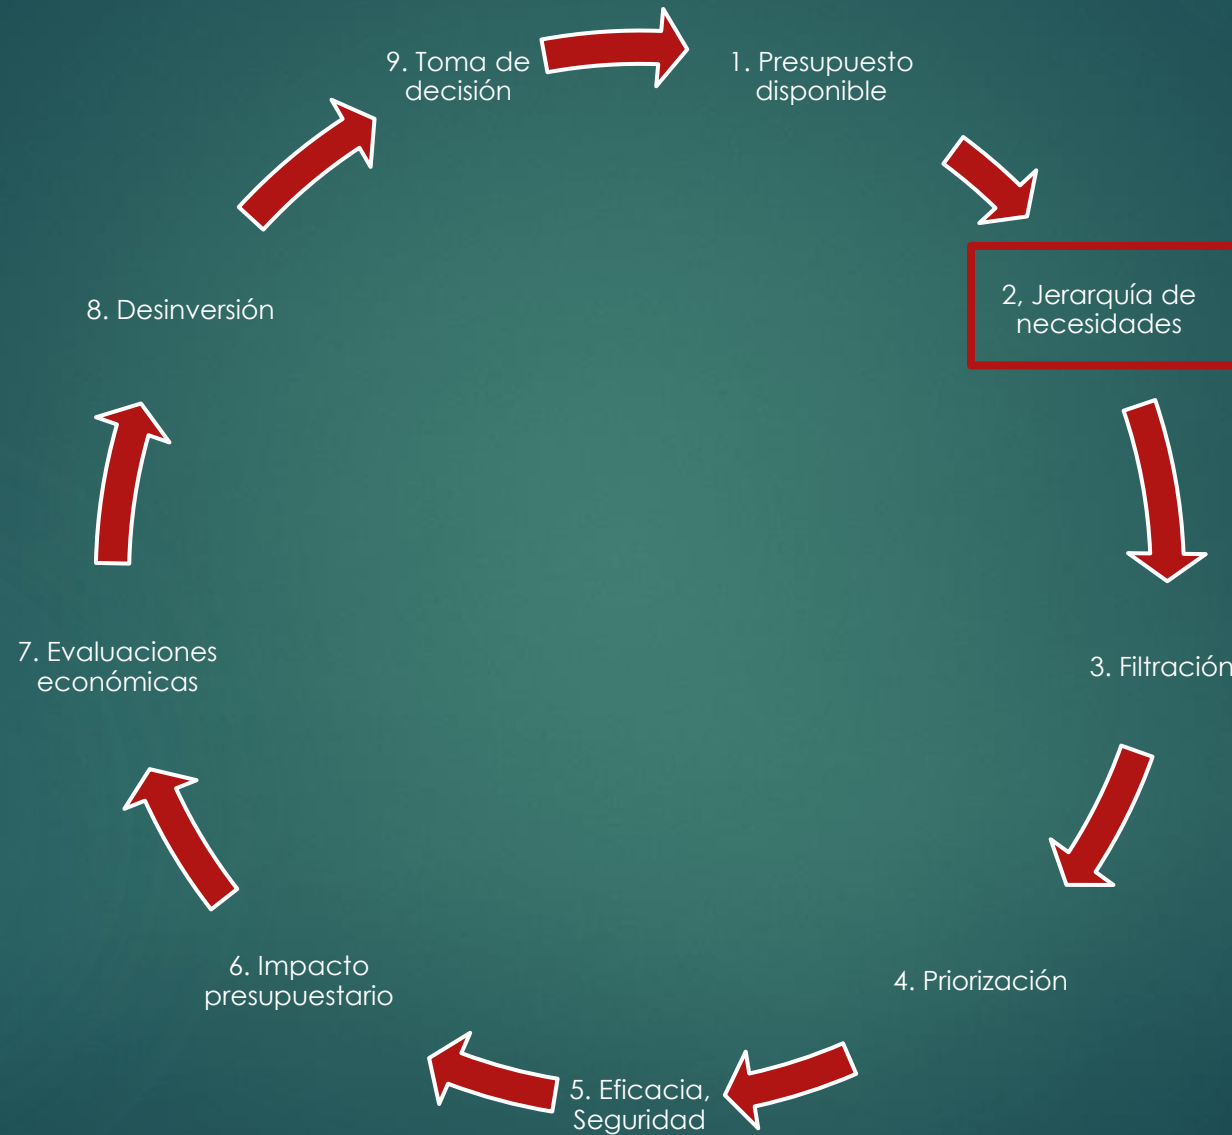 1. Presupuesto
disponible
2, Jerarquía de
necesidades
3. Filtración
4. Priorización
5. Eficacia,
Seguridad
6. Impacto
presupuestario
7. Evaluaciones
económicas
8. Desinversión
9. Toma de
decisión